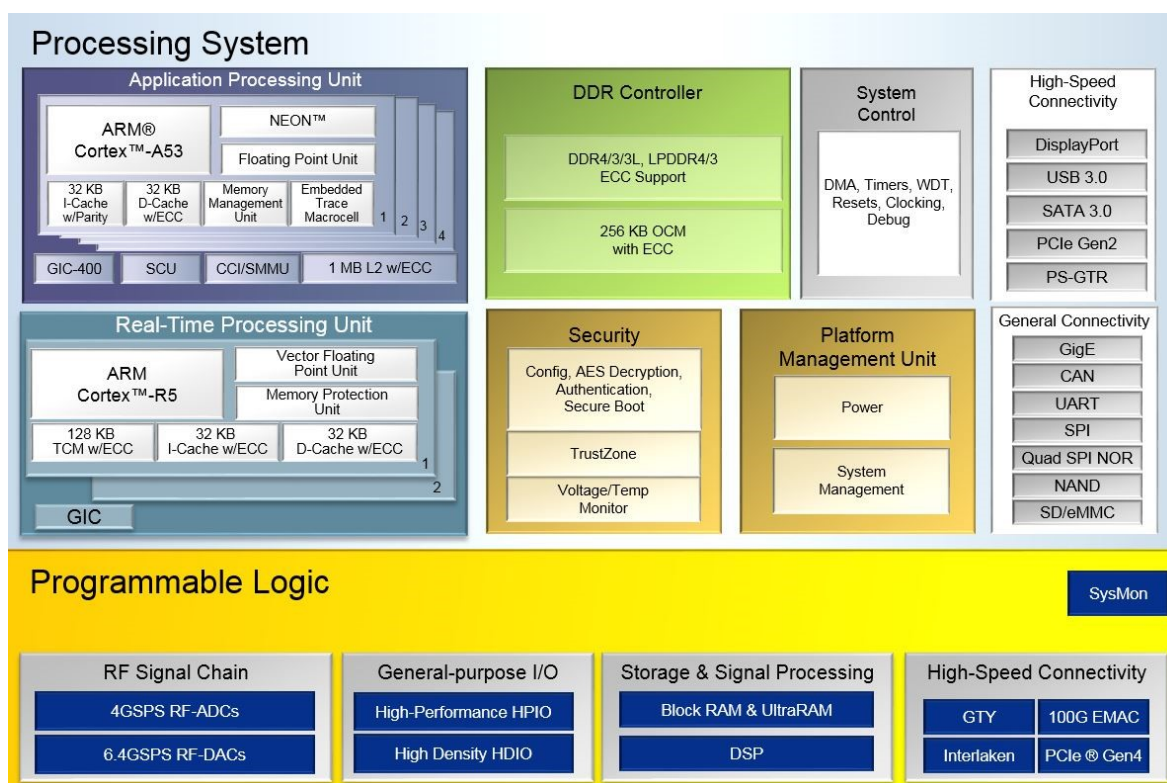 Processing System
Application Processing Unit
ARM®
Cortex™-A53
NEON™
Floating Point Unit
32 KB
I-Cache
w/Parity
32 KB
D-Cache
w/ECC
Memory
Management
Unit
Embedded
Trace
Macrocell
1
2
3
4
GIC-400
SCU
CCI/SMMU
1 MB L2 w/ECC
DDR Controller
DDR4/3/3L, LPDDR4/3
ECC Support
256 KB OCM
with ECC
System
Control
DMA, Timers, WDT,
Resets, Clocking,
Debug
High-Speed
Connectivity
DisplayPort
USB 3.0
SATA 3.0
PCIe Gen2
PS-GTR
Real-Time Processing Unit
ARM
Cortex™-R5
Vector Floating
Point Unit
Memory Protection
Unit
128 KB
TCM w/ECC
32 KB
I-Cache w/ECC
32 KB
D-Cache w/ECC
1
2
GIC
Security
Config, AES Decryption,
Authentication,
Secure Boot
TrustZone
Voltage/Temp
Monitor
Platform
Management Unit
Power
System
Management
General Connectivity
GigE
CAN
UART
SPI
Quad SPI NOR
NAND
SD/eMMC
Programmable Logic
SysMon
RF Signal Chain
4GSPS RF-ADCs
6.4GSPS RF-DACs
General-purpose I/O
High-Performance HPIO
High Density HDIO
Storage & Signal Processing
Block RAM & UltraRAM
DSP
High-Speed Connectivity
GTY
100G EMAC
Interlaken
PCIe ® Gen4